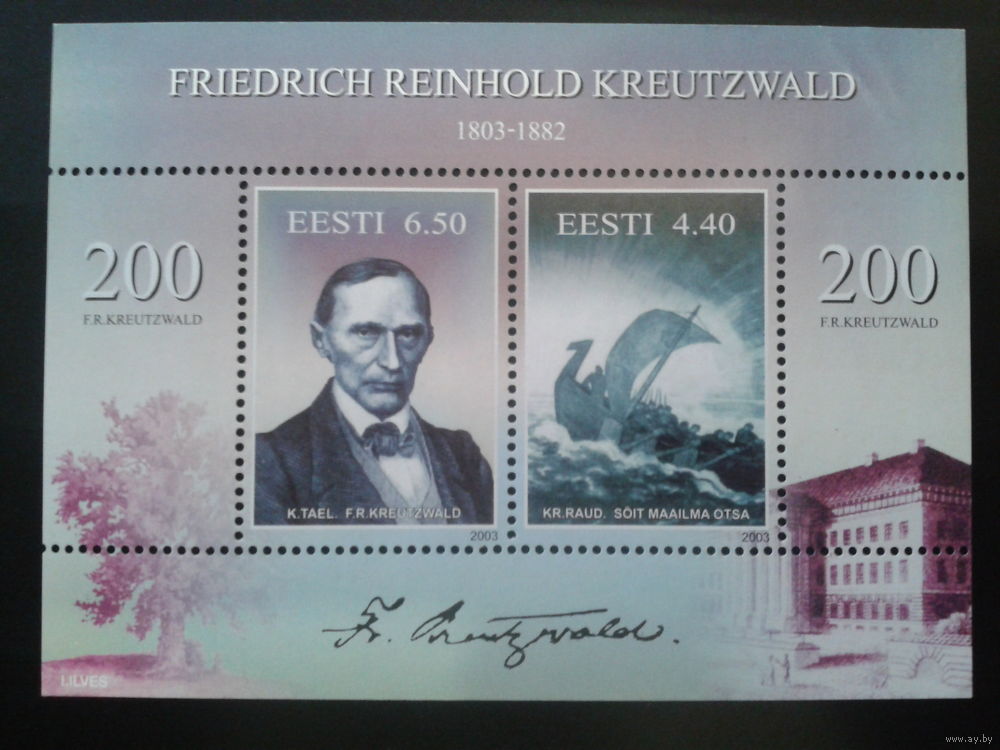 FRIEDRICH REINHOLD KREUTZWALD
1803-1882
200
F.R.KREUTZWALD
EESTI 6.50
K.TAEL. F.R.KREUTZWALD
2003
EESTI 4.40
KR.RAUD. SÕIT MAAILMA OTSA
2003
200
F.R.KREUTZWALD
Fr. Kreutzwald.
I.ILVES
www.ay.by